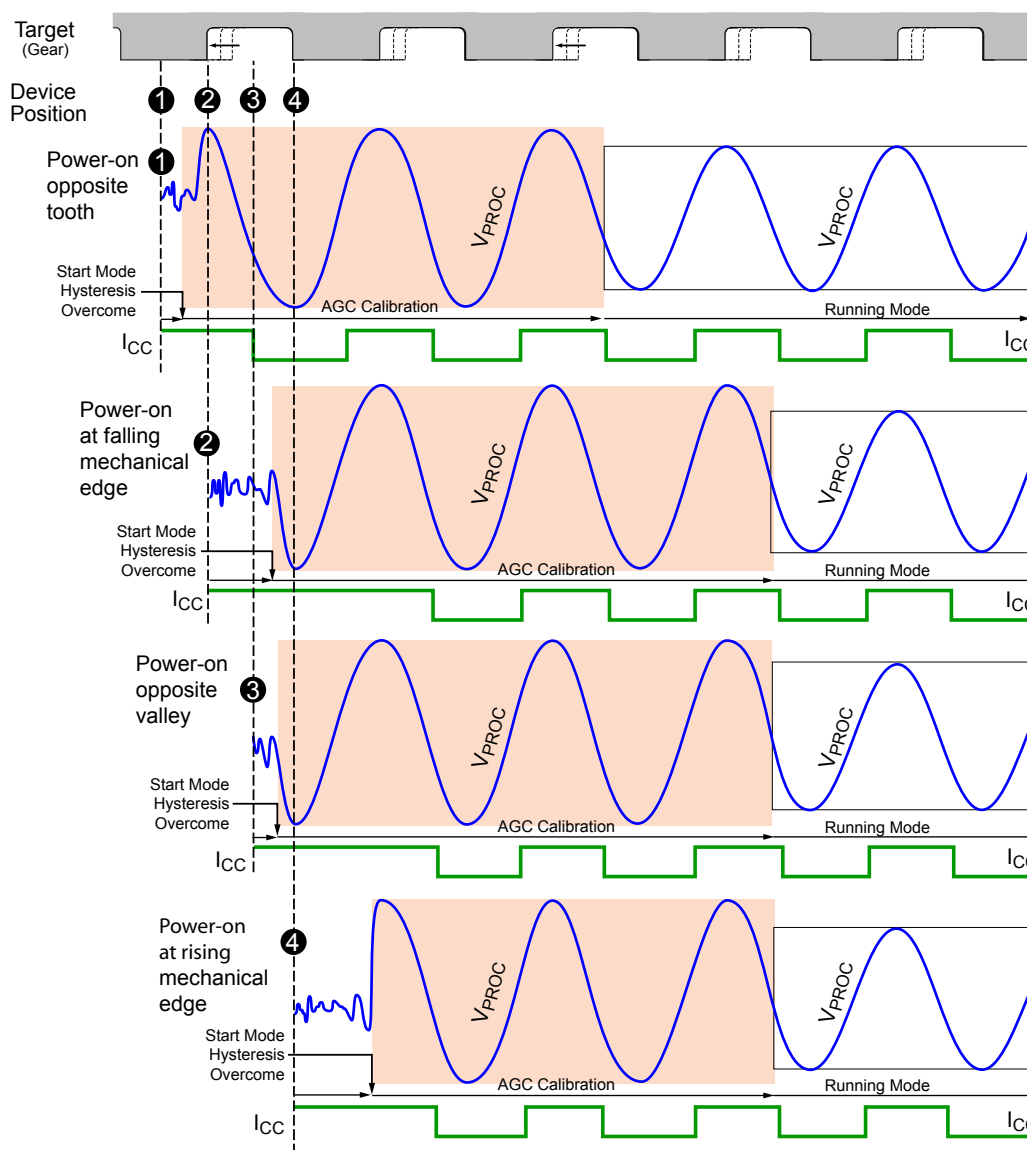 Target
(Gear)
Device
Position
1 2 3 4
Power-on
opposite
tooth
1
VPROC
VPROC
Start Mode
Hysteresis
Overcome
AGC Calibration
Running Mode
ICC
ICC
Power-on
at falling
mechanical
edge
2
VPROC
VPROC
Start Mode
Hysteresis
Overcome
AGC Calibration
Running Mode
ICC
ICC
Power-on
opposite
valley
3
VPROC
VPROC
Start Mode
Hysteresis
Overcome
AGC Calibration
Running Mode
ICC
ICC
Power-on
at rising
mechanical
edge
4
VPROC
VPROC
Start Mode
Hysteresis
Overcome
AGC Calibration
Running Mode
ICC
ICC